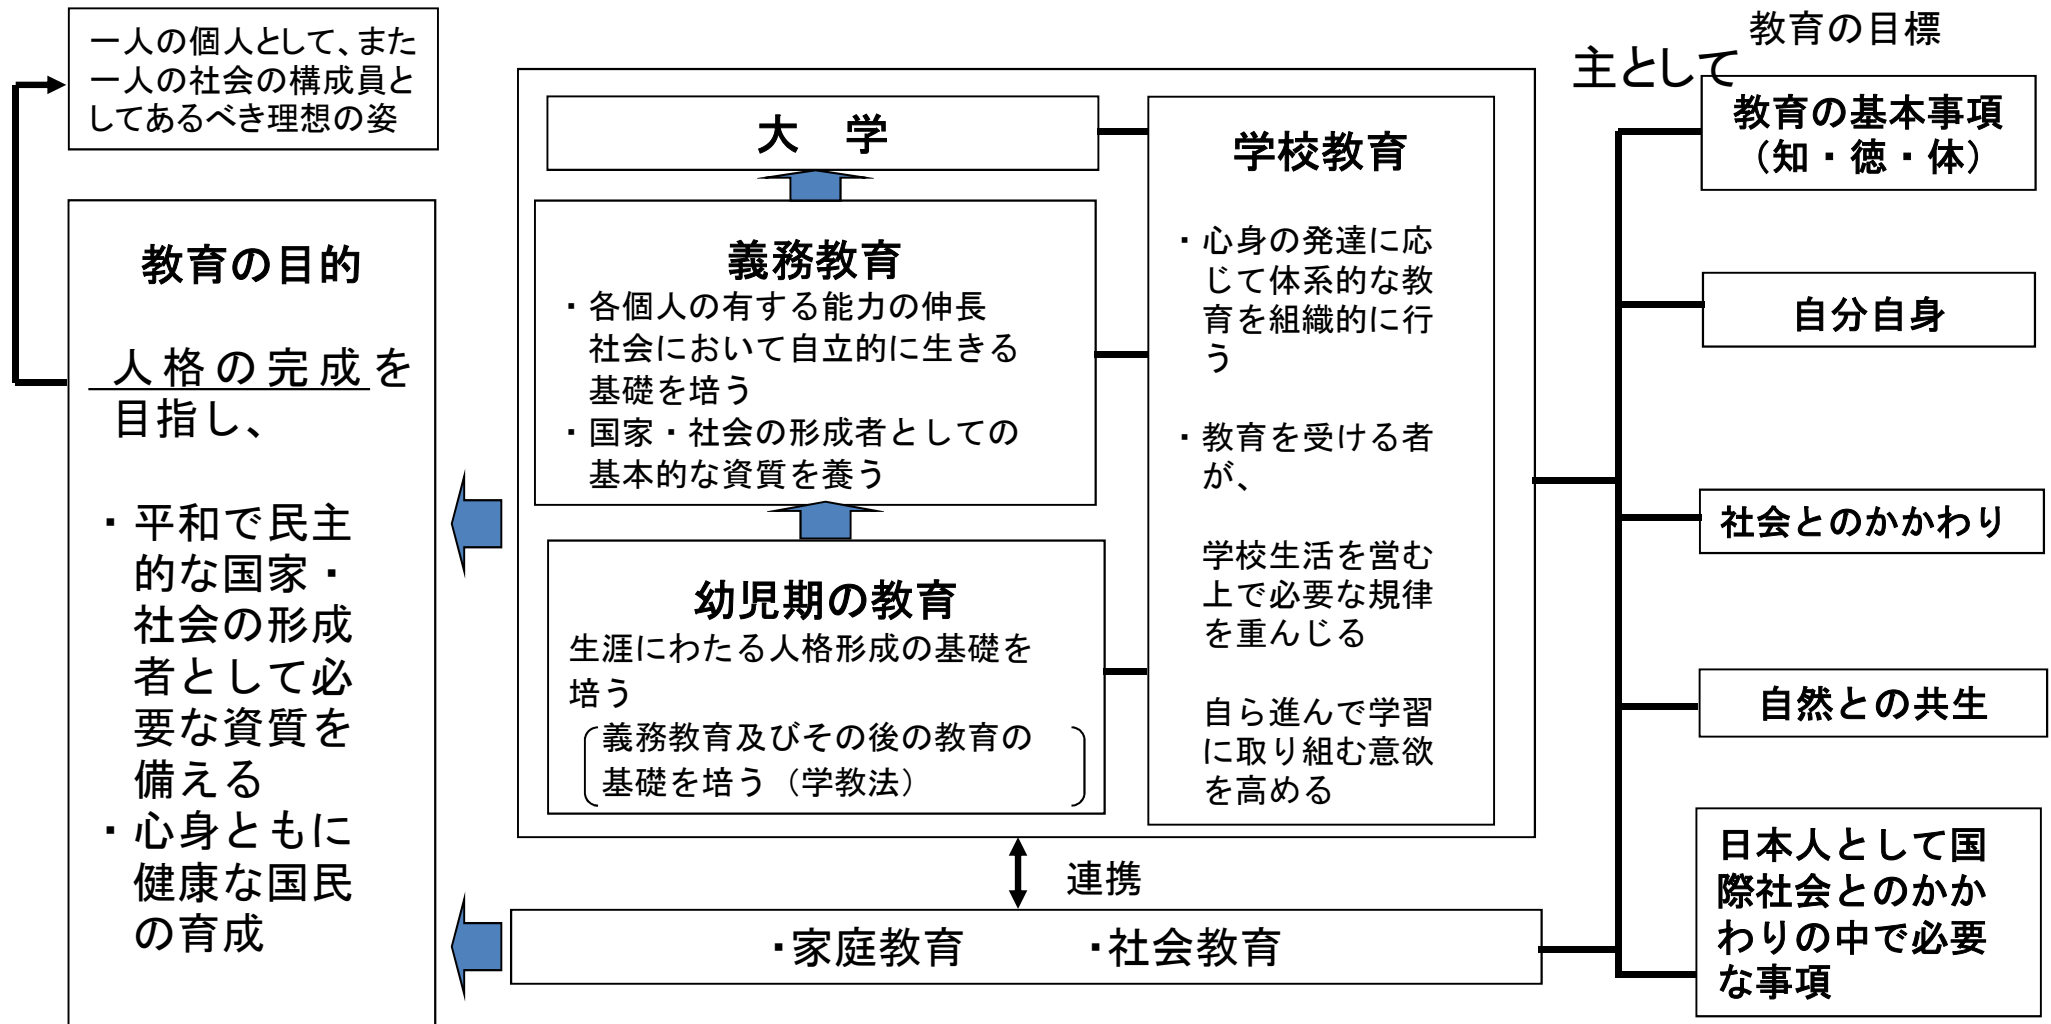 一人の個人として、また
一人の社会の構成員と
してあるべき理想の姿
教育の目的
人格の完成を
目指し、
・平和で民主
的な国家・
社会の形成
者として必
要な資質を
備える
・心身ともに
健康な国民
の育成
大　学
義務教育
・各個人の有する能力の伸長
社会において自立的に生きる
基礎を培う
・国家・社会の形成者としての
基本的な資質を養う
幼児期の教育
生涯にわたる人格形成の基礎を
培う
義務教育及びその後の教育の
基礎を培う（学教法）
学校教育
・心身の発達に応
じて体系的な教
育を組織的に行
う
・教育を受ける者
が、
学校生活を営む
上で必要な規律
を重んじる
自ら進んで学習
に取り組む意欲
を高める
連携
・家庭教育　・社会教育
教育の目標
主として
教育の基本事項
（知・徳・体）
自分自身
社会とのかかわり
自然との共生
日本人として国
際社会とのかか
わりの中で必要
な事項